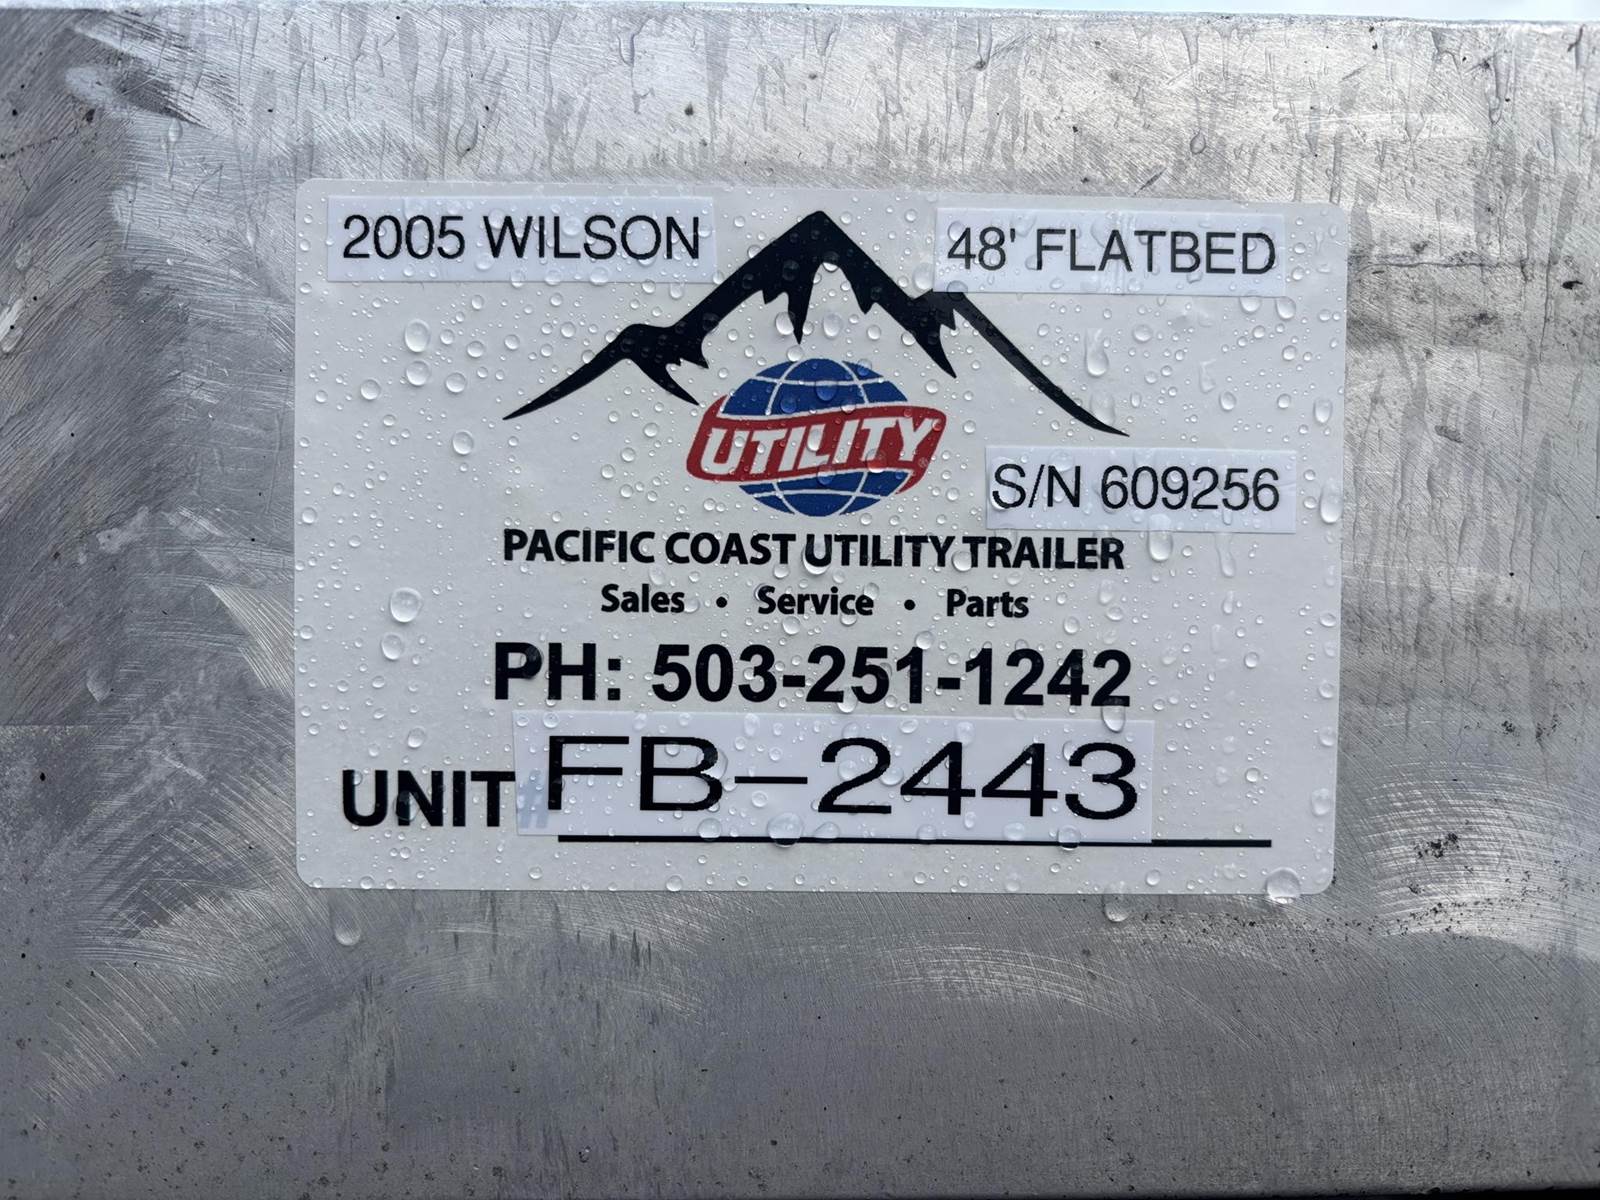 2005 WILSON
48' FLATBED
UTILITY
S/N 609256
PACIFIC COAST UTILITY TRAILER
Sales • Service • Parts
PH: 503-251-1242
UNIT# FB-2443